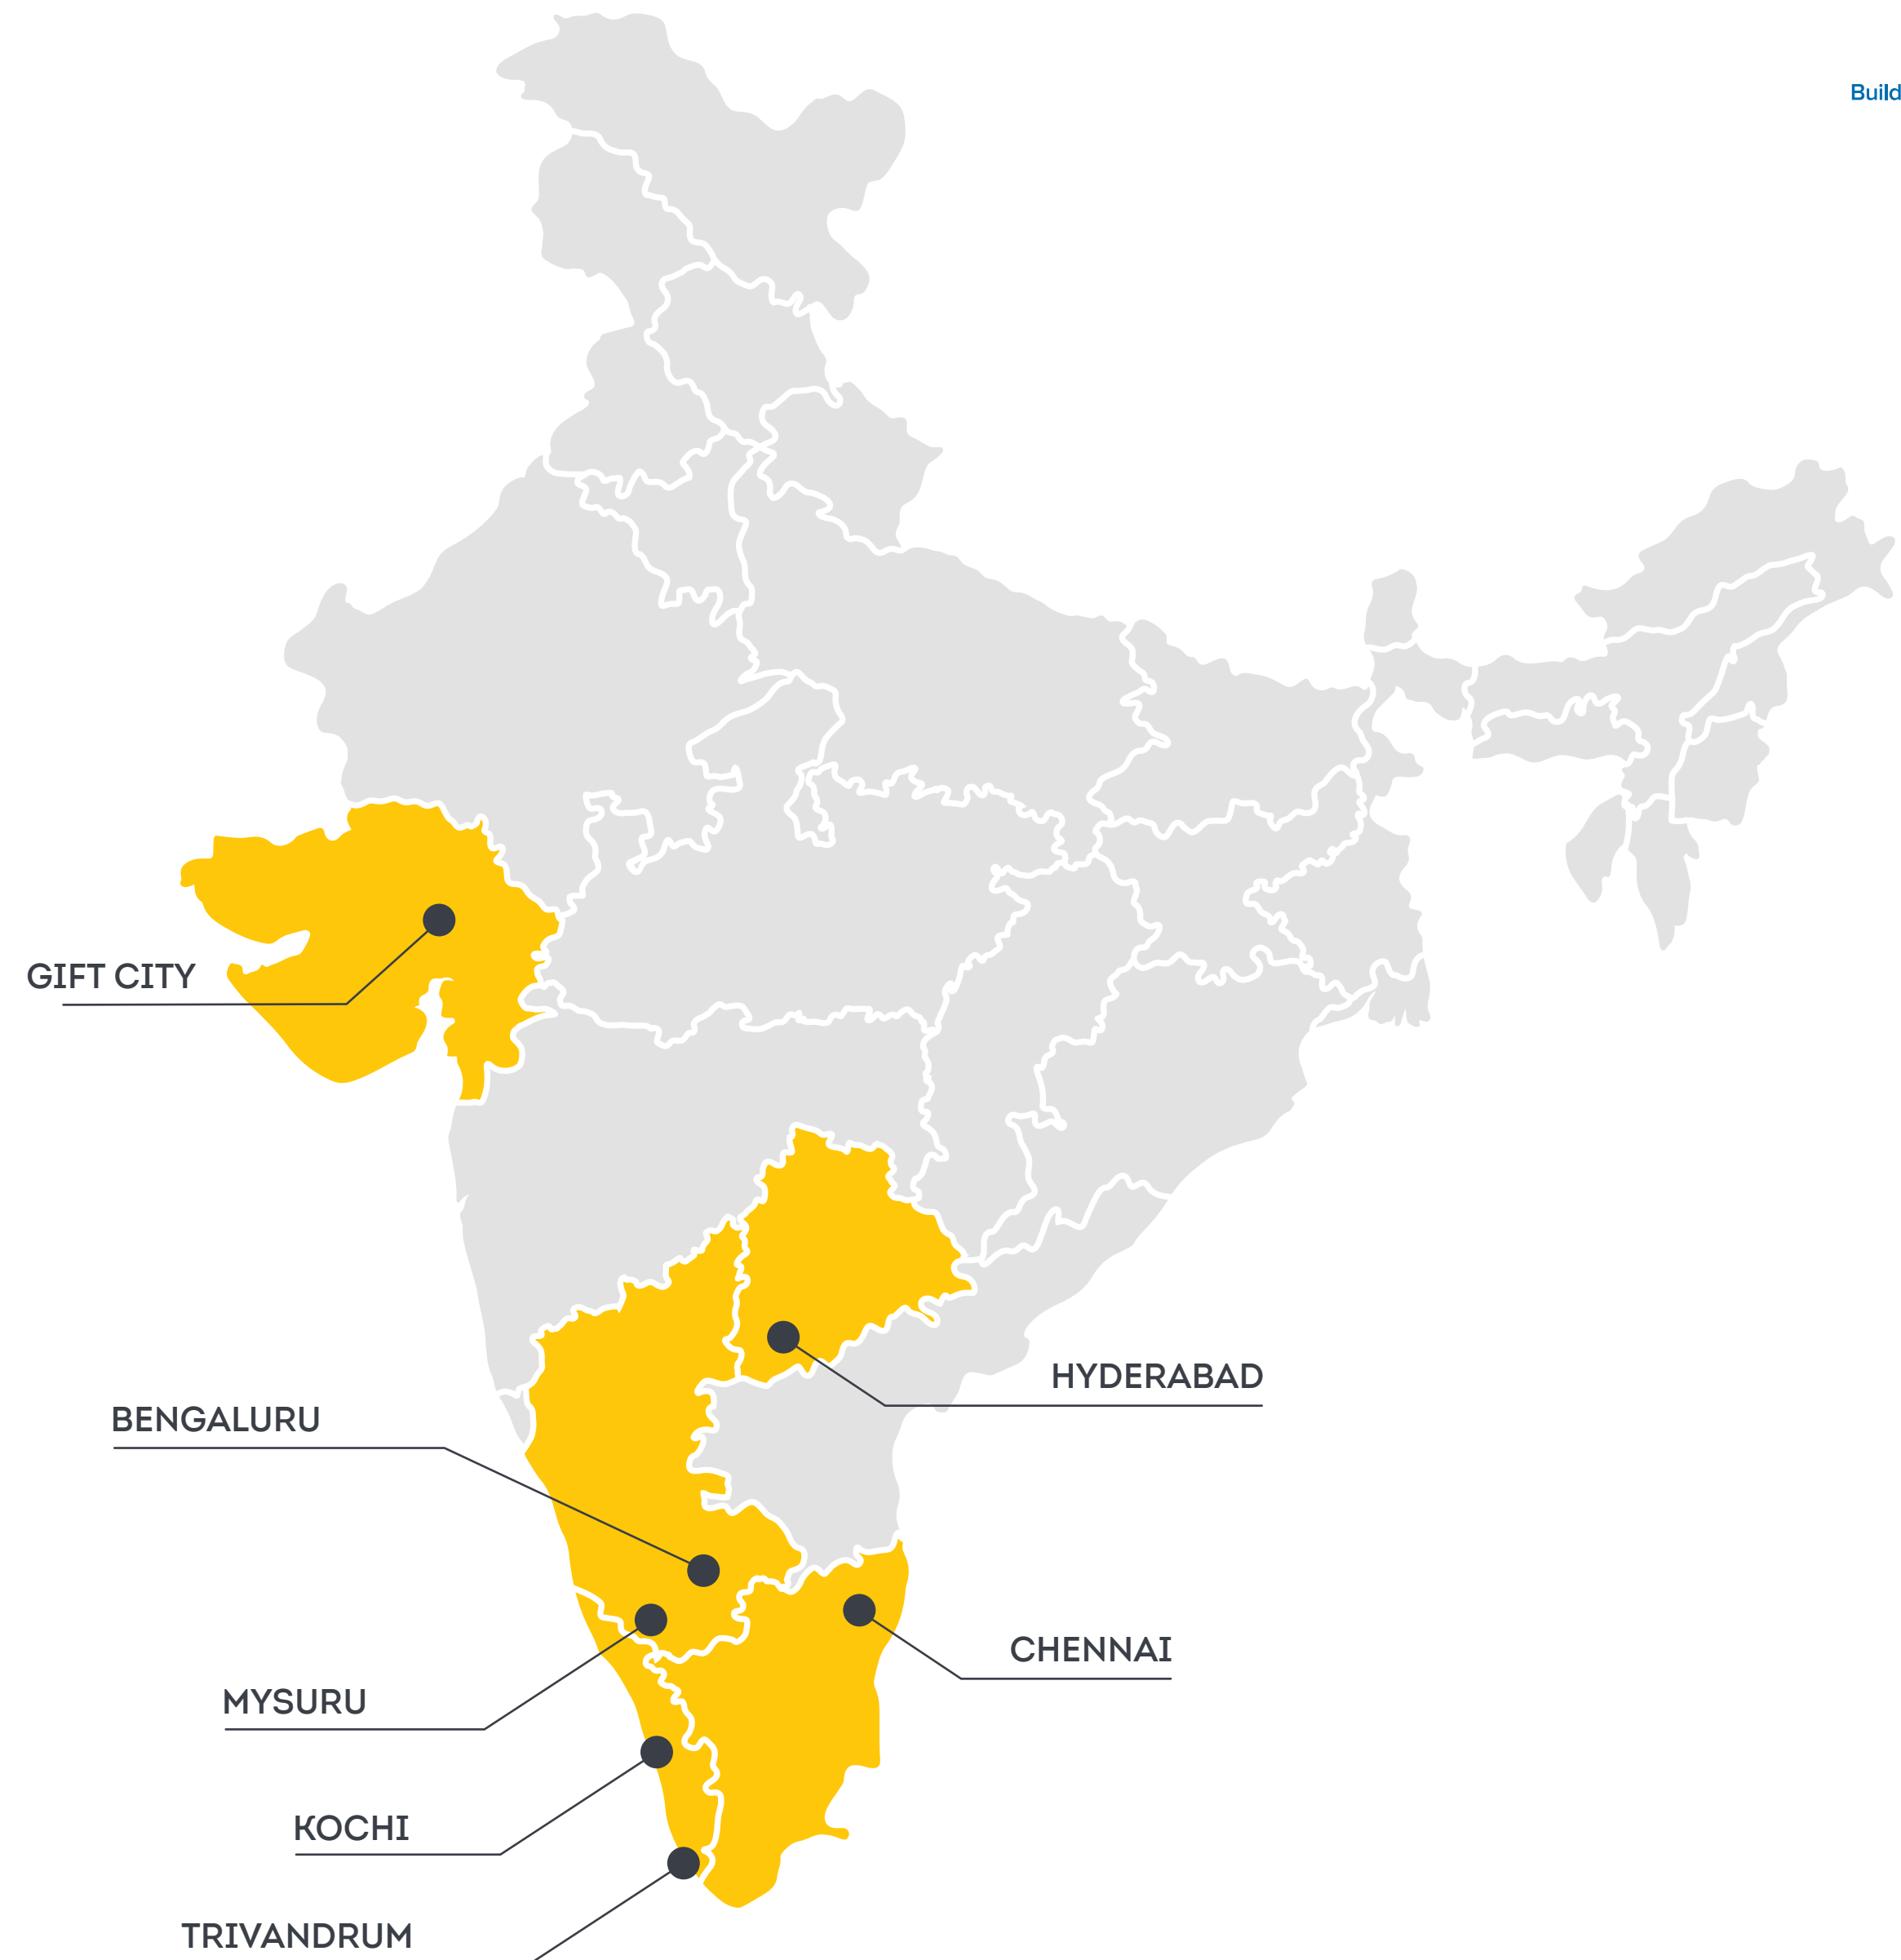 Build
GIFT CITY
HYDERABAD
BENGALURU
CHENNAI
MYSURU
KOCHI
TRIVANDRUM